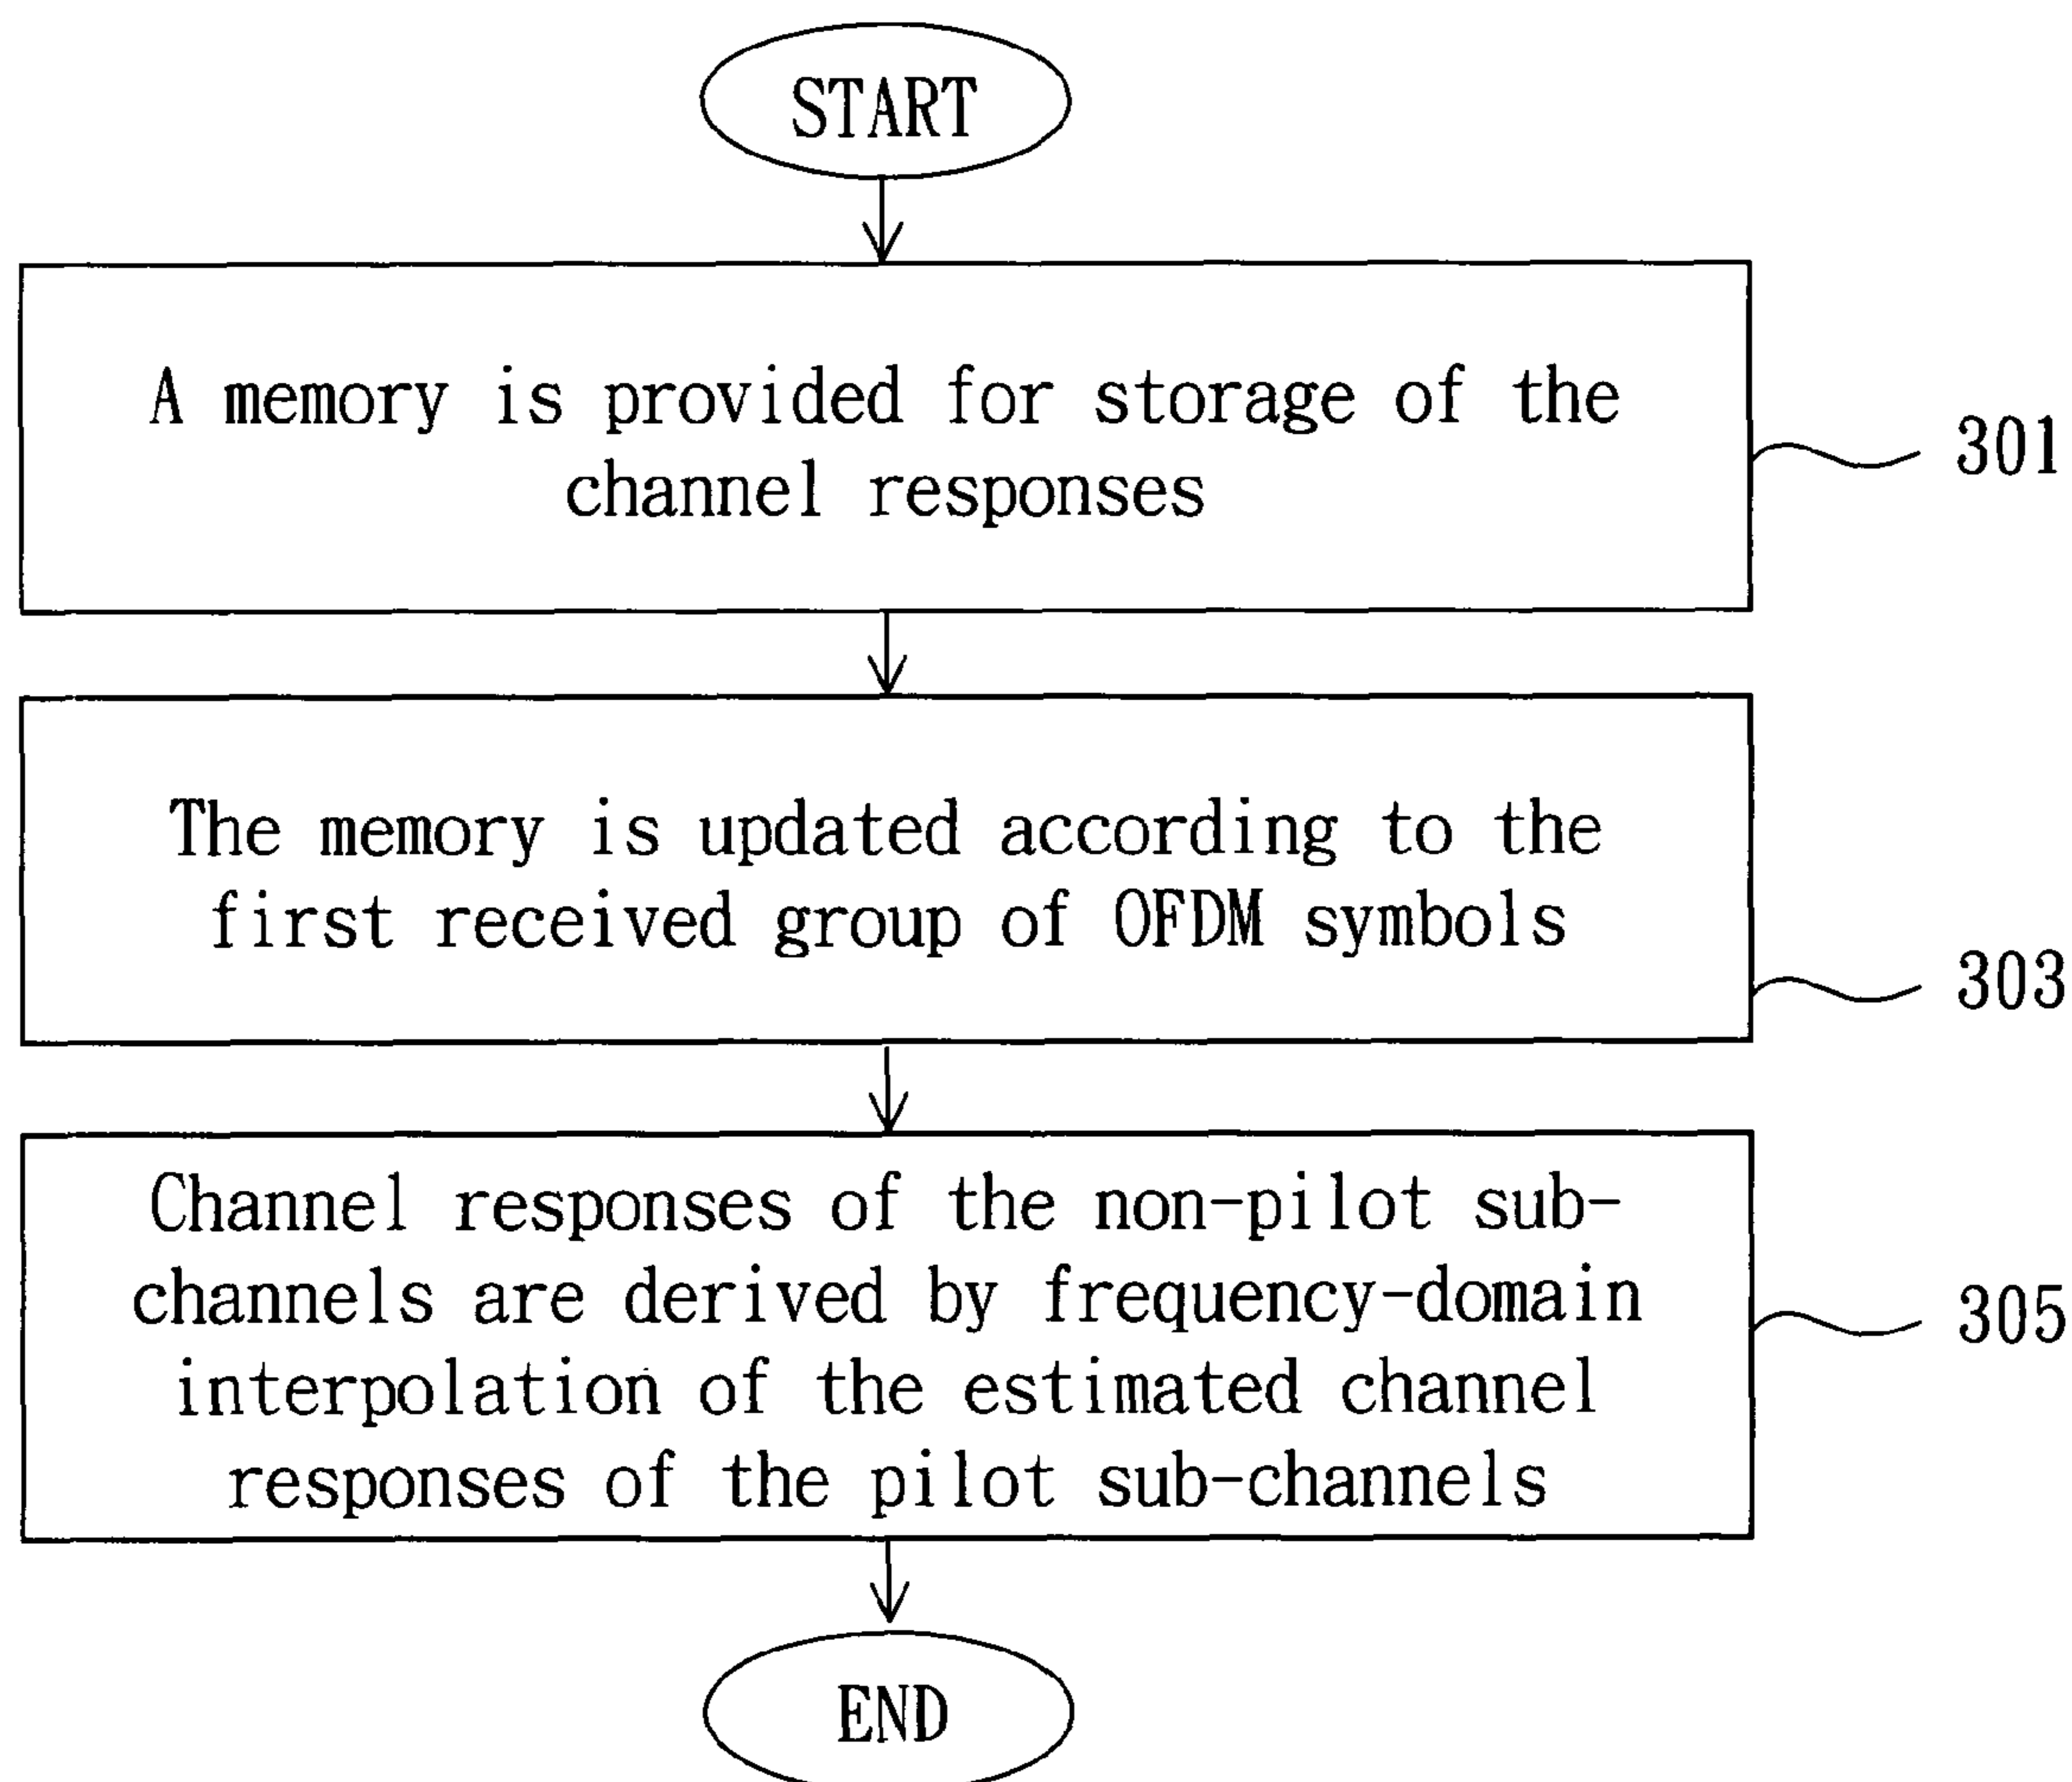 START
A memory is provided for storage of the
channel responses
301
The memory is updated according to the
first received group of OFDM symbols
303
Channel responses of the non-pilot sub-
channels are derived by frequency-domain
interpolation of the estimated channel
responses of the pilot sub-channels
305
END